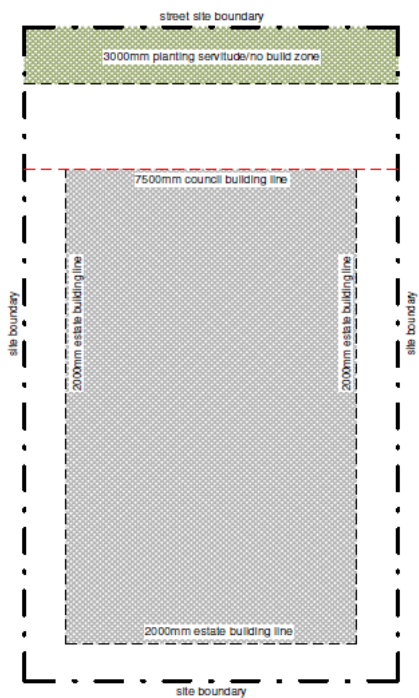 street site boundary
3000mm planting servitude/no build zone
7500mm council building line
site boundary
2000mm estate building line
2000mm estate building line
site boundary
2000mm estate building line
site boundary